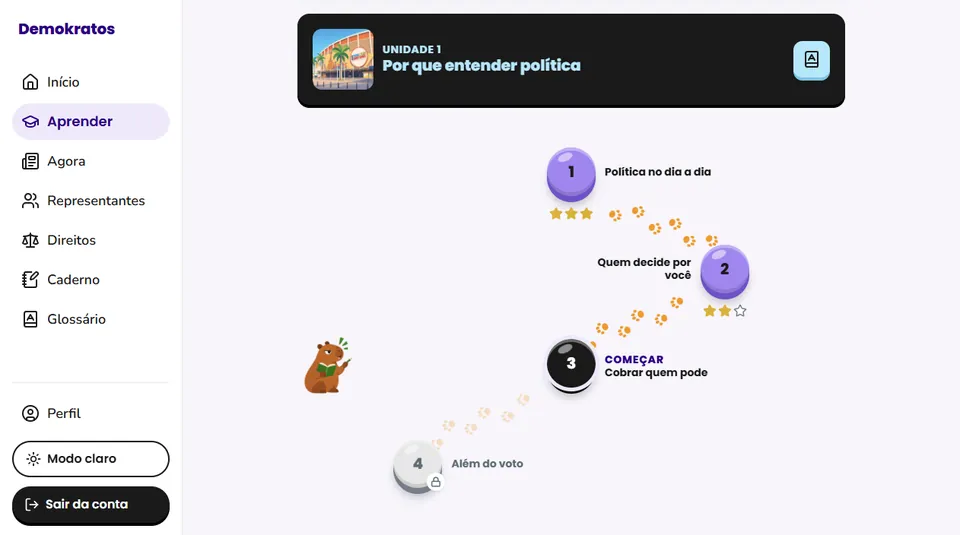 Demokratos
Início
Aprender
Agora
Representantes
Direitos
Caderno
Glossário
Perfil
Modo claro
Sair da conta
UNIDADE 1
Por que entender política
1
Política no dia a dia
Quem decide por
você
2
3
COMEÇAR
Cobrar quem pode
4
Além do voto